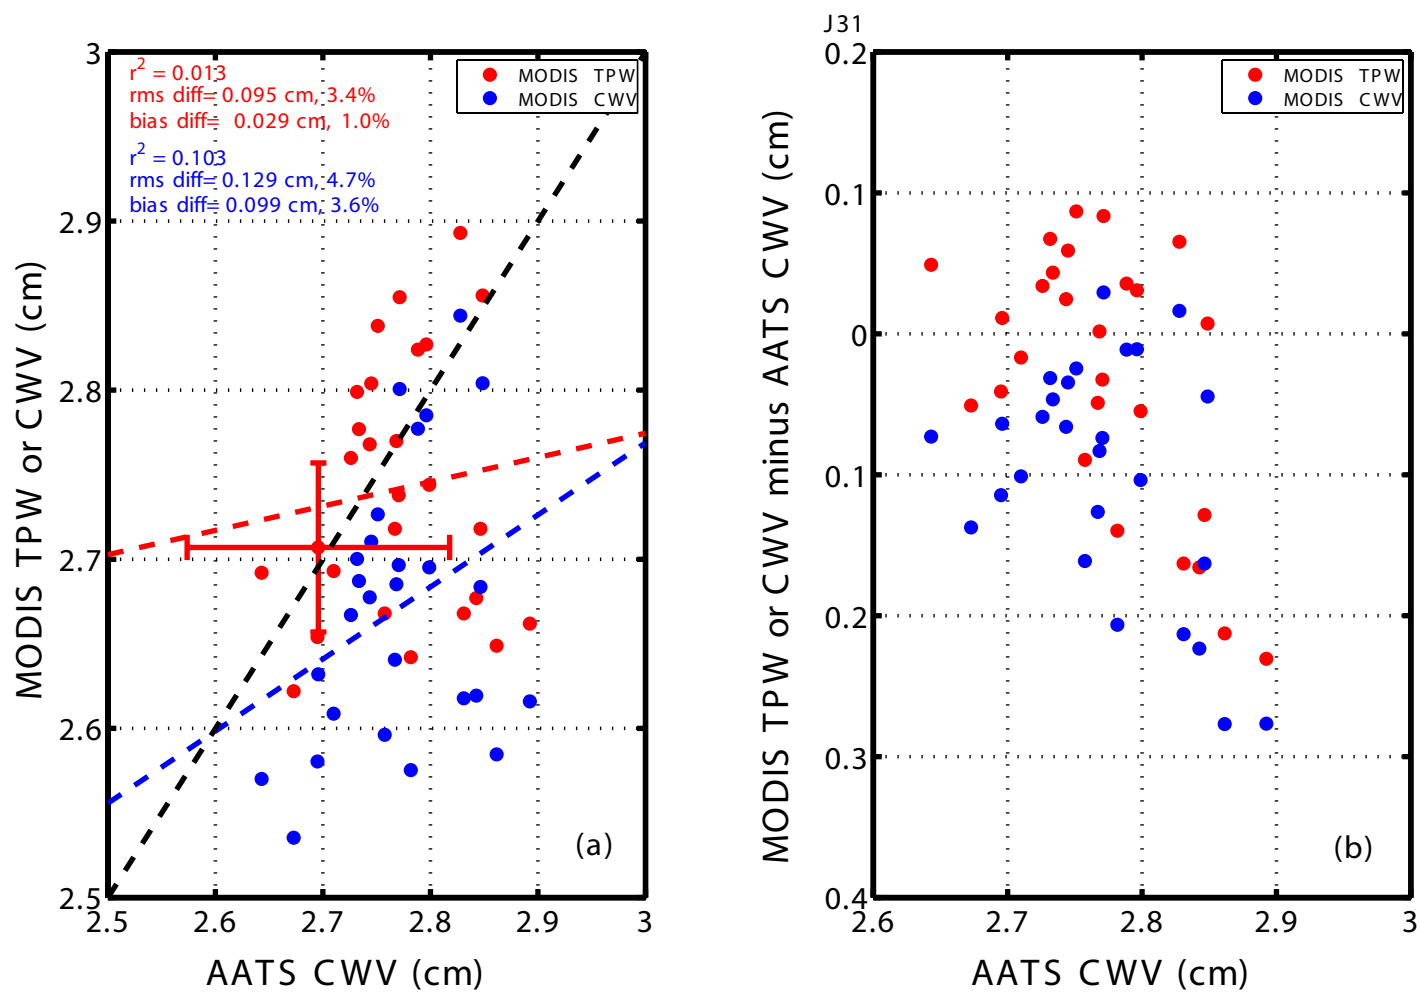 J31
3
r2 = 0.013
rms diff= 0.095 cm, 3.4%
bias diff= 0.029 cm, 1.0%
r2 = 0.103
rms diff= 0.129 cm, 4.7%
bias diff= 0.099 cm, 3.6%
MODIS TPW
MODIS CWV
2.9
2.8
2.7
2.6
2.5
MODIS TPW or CWV (cm)
(a)
2.5 2.6 2.7 2.8 2.9 3
AATS CWV (cm)
0.2
MODIS TPW
MODIS CWV
0.1
0
0.1
0.2
0.3
0.4
MODIS TPW or CWV minus AATS CWV (cm)
(b)
2.6 2.7 2.8 2.9 3
AATS CWV (cm)